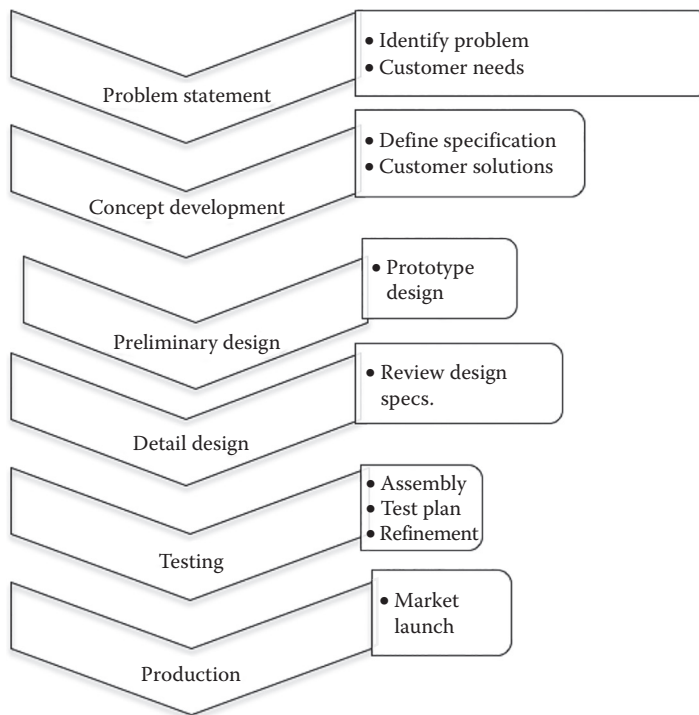 • Identify problem
• Customer needs
Problem statement
• Define specification
• Customer solutions
Concept development
• Prototype
design
Preliminary design
• Review design
specs.
Detail design
• Assembly
• Test plan
• Refinement
Testing
• Market
launch
Production